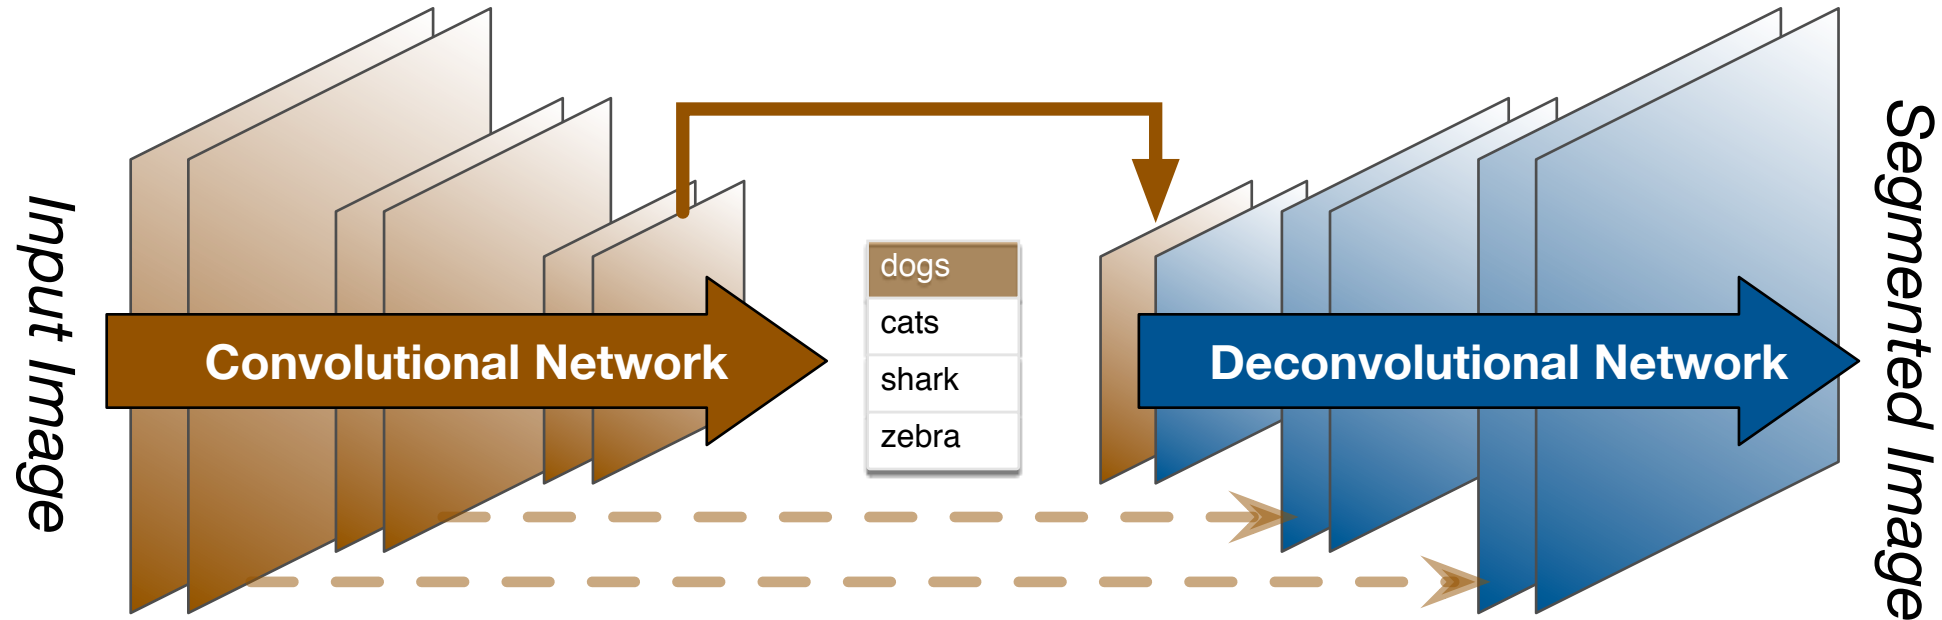 Input Image
Convolutional Network
dogs
cats
shark
zebra
Deconvolutional Network
Segmented Image